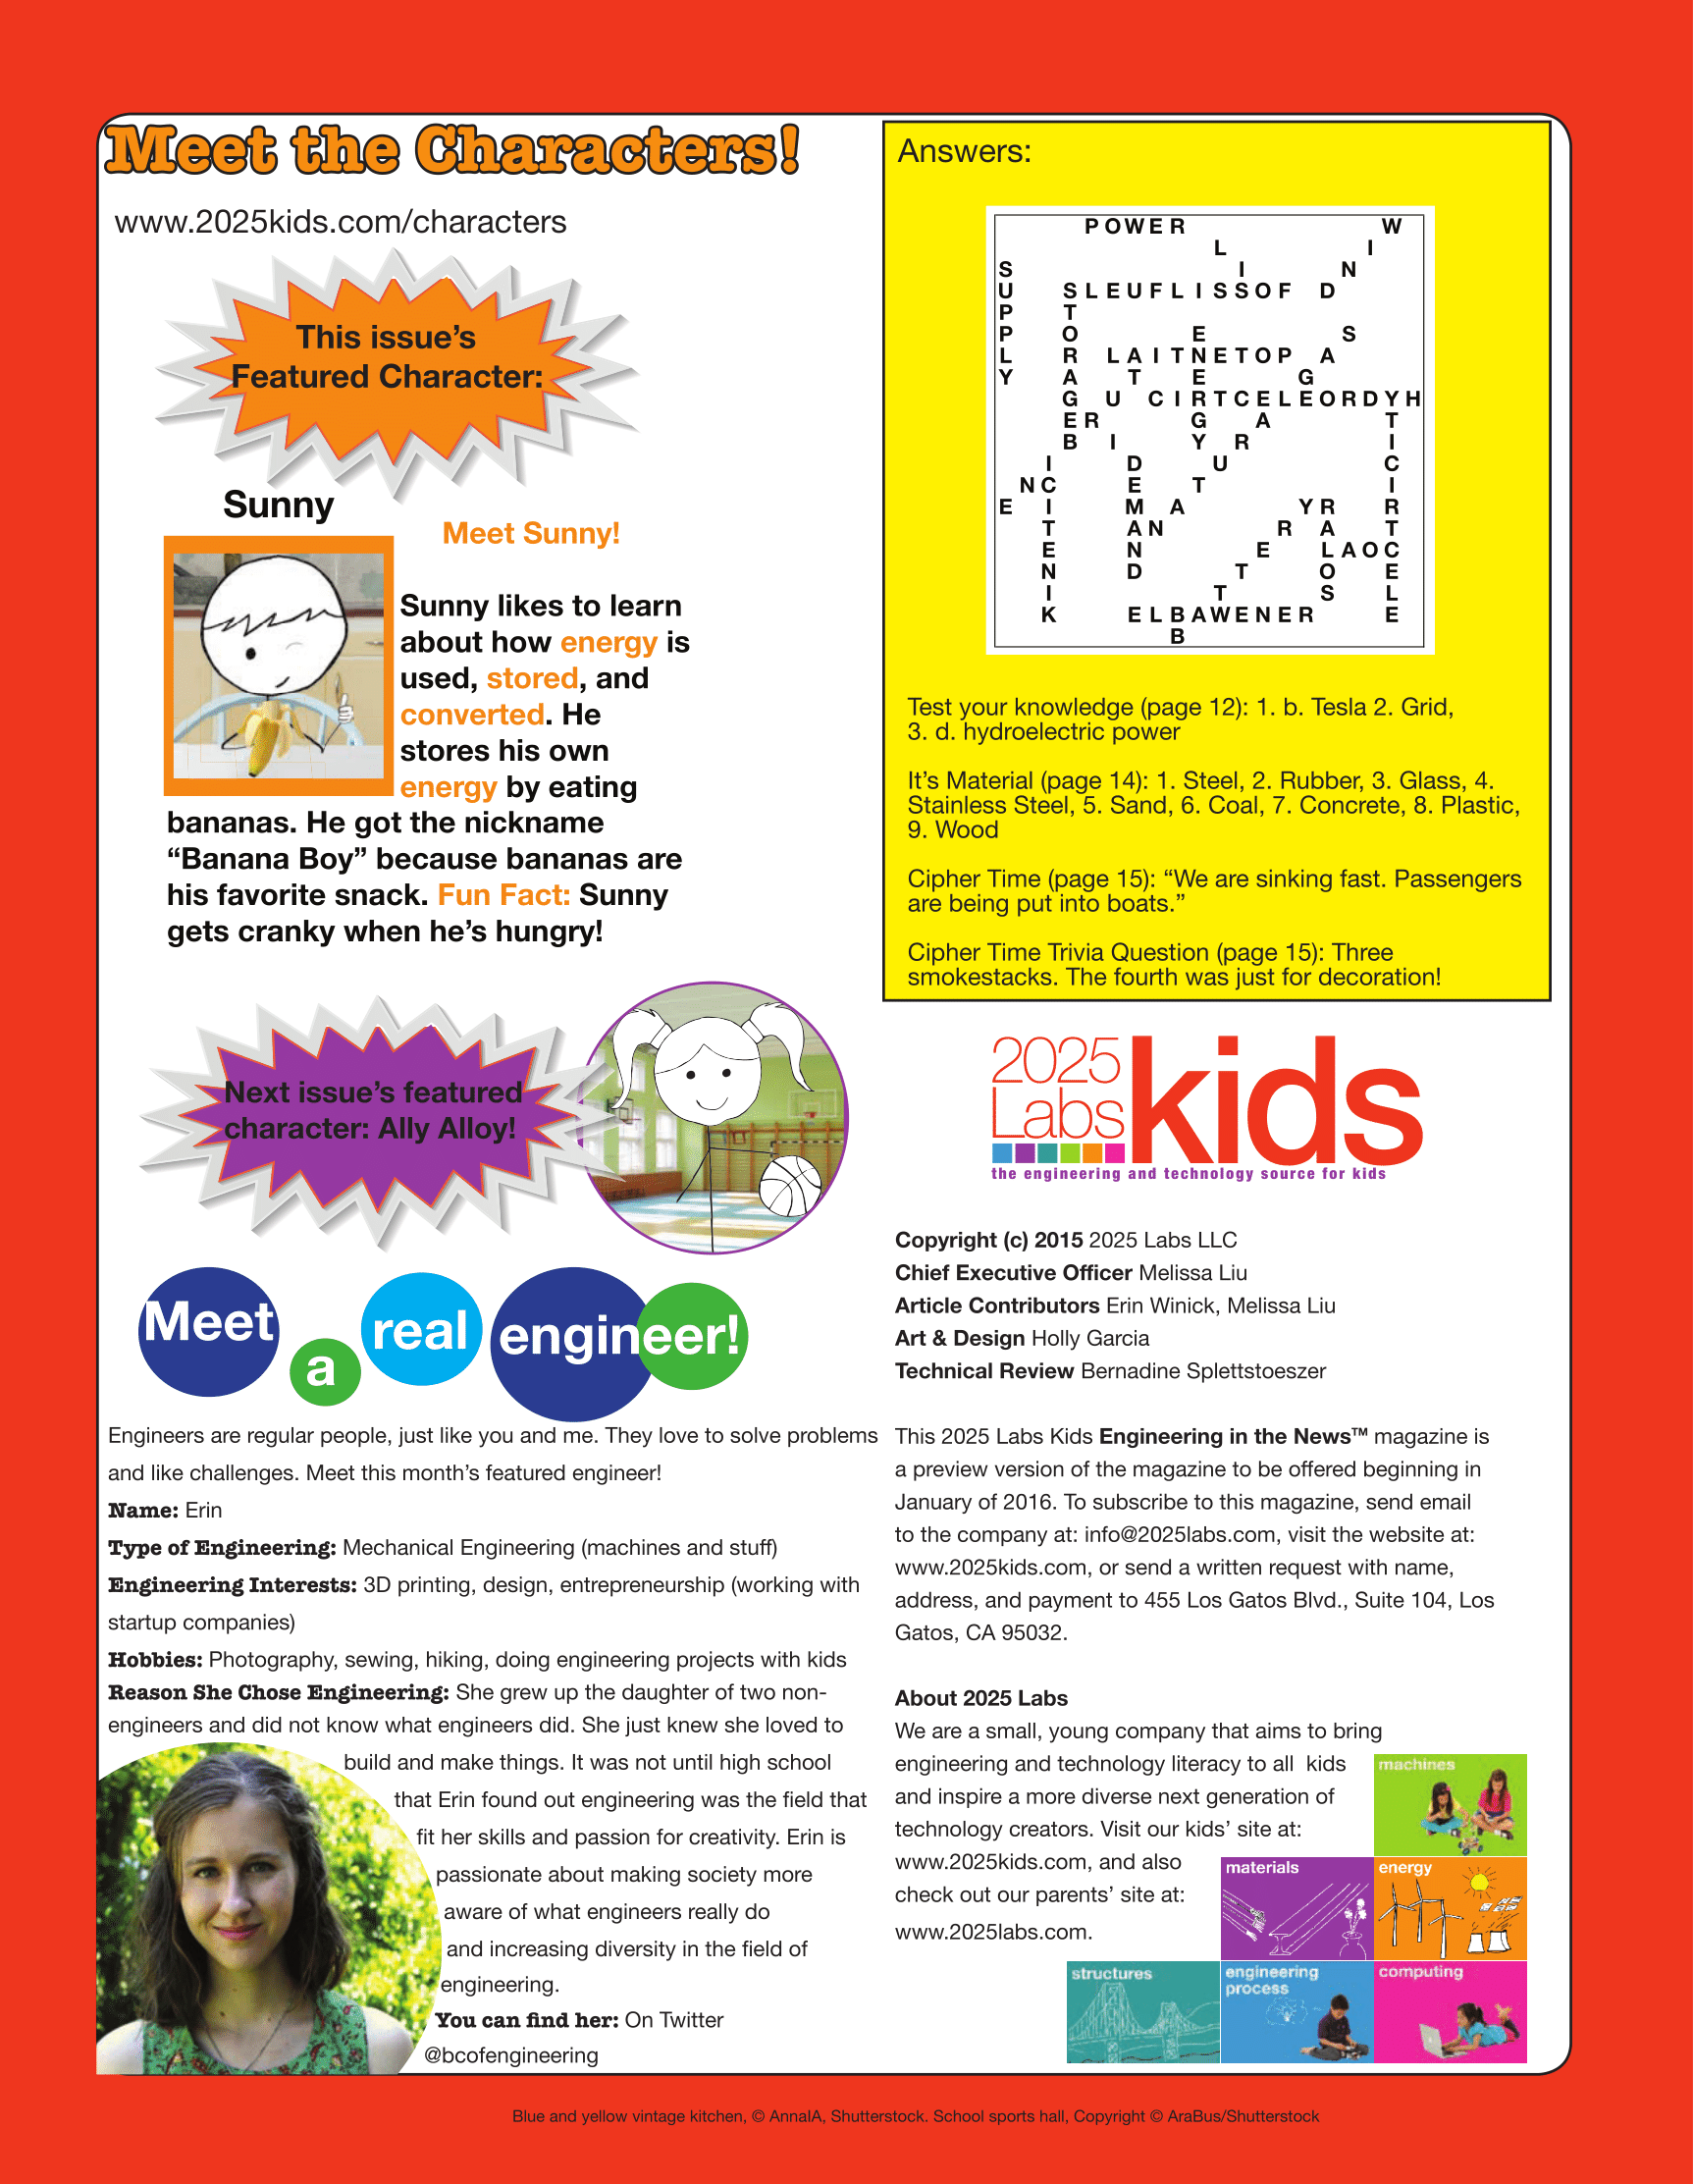 Meet the Characters!
www.2025kids.com/characters
This issue's
Featured Character:
Sunny
Meet Sunny!
Sunny likes to learn
about how energy is
used, stored, and
converted. He
stores his own
energy by eating
bananas. He got the nickname
“Banana Boy” because bananas are
his favorite snack. Fun Fact: Sunny
gets cranky when he’s hungry!
Next issue’s featured
character: Ally Alloy!
Meet a real engineer!
Engineers are regular people, just like you and me. They love to solve problems
and like challenges. Meet this month’s featured engineer!
Name: Erin
Type of Engineering: Mechanical Engineering (machines and stuff)
Engineering Interests: 3D printing, design, entrepreneurship (working with
startup companies)
Hobbies: Photography, sewing, hiking, doing engineering projects with kids
Reason She Chose Engineering: She grew up the daughter of two non-
engineers and did not know what engineers did. She just knew she loved to
build and make things. It was not until high school
that Erin found out engineering was the field that
fit her skills and passion for creativity. Erin is
passionate about making society more
aware of what engineers really do
and increasing diversity in the field of
engineering.
You can find her: On Twitter
@bcofengineering
Answers:
POWER W
L I
S I N
U SLEUFLISSOF D
P T
P O E S
L R LAITNETOP A
Y A T E G
G U CIRTCELEORDYH
ER G A T
B I Y R I
I D U C
NC E T I
E I M A YR R
T AN R A T
E N E LAOC
N D T O E
I T S L
K ELBAWENER E
B
Test your knowledge (page 12): 1. b. Tesla 2. Grid,
3. d. hydroelectric power
It’s Material (page 14): 1. Steel, 2. Rubber, 3. Glass, 4.
Stainless Steel, 5. Sand, 6. Coal, 7. Concrete, 8. Plastic,
9. Wood
Cipher Time (page 15): “We are sinking fast. Passengers
are being put into boats.”
Cipher Time Trivia Question (page 15): Three
smokestacks. The fourth was just for decoration!
2025
Labs
kids
the engineering and technology source for kids
Copyright (c) 2015 2025 Labs LLC
Chief Executive Officer Melissa Liu
Article Contributors Erin Winick, Melissa Liu
Art & Design Holly Garcia
Technical Review Bernadine Splettstoeszer
This 2025 Labs Kids Engineering in the News™ magazine is
a preview version of the magazine to be offered beginning in
January of 2016. To subscribe to this magazine, send email
to the company at: info@2025labs.com, visit the website at:
www.2025kids.com, or send a written request with name,
address, and payment to 455 Los Gatos Blvd., Suite 104, Los
Gatos, CA 95032.
About 2025 Labs
We are a small, young company that aims to bring
engineering and technology literacy to all kids
and inspire a more diverse next generation of
technology creators. Visit our kids’ site at:
www.2025kids.com, and also
check out our parents’ site at:
www.2025labs.com.
machines
materials
energy
structures
engineering
process
computing
Blue and yellow vintage kitchen, © AnnalA, Shutterstock. School sports hall, Copyright © AraBus/Shutterstock